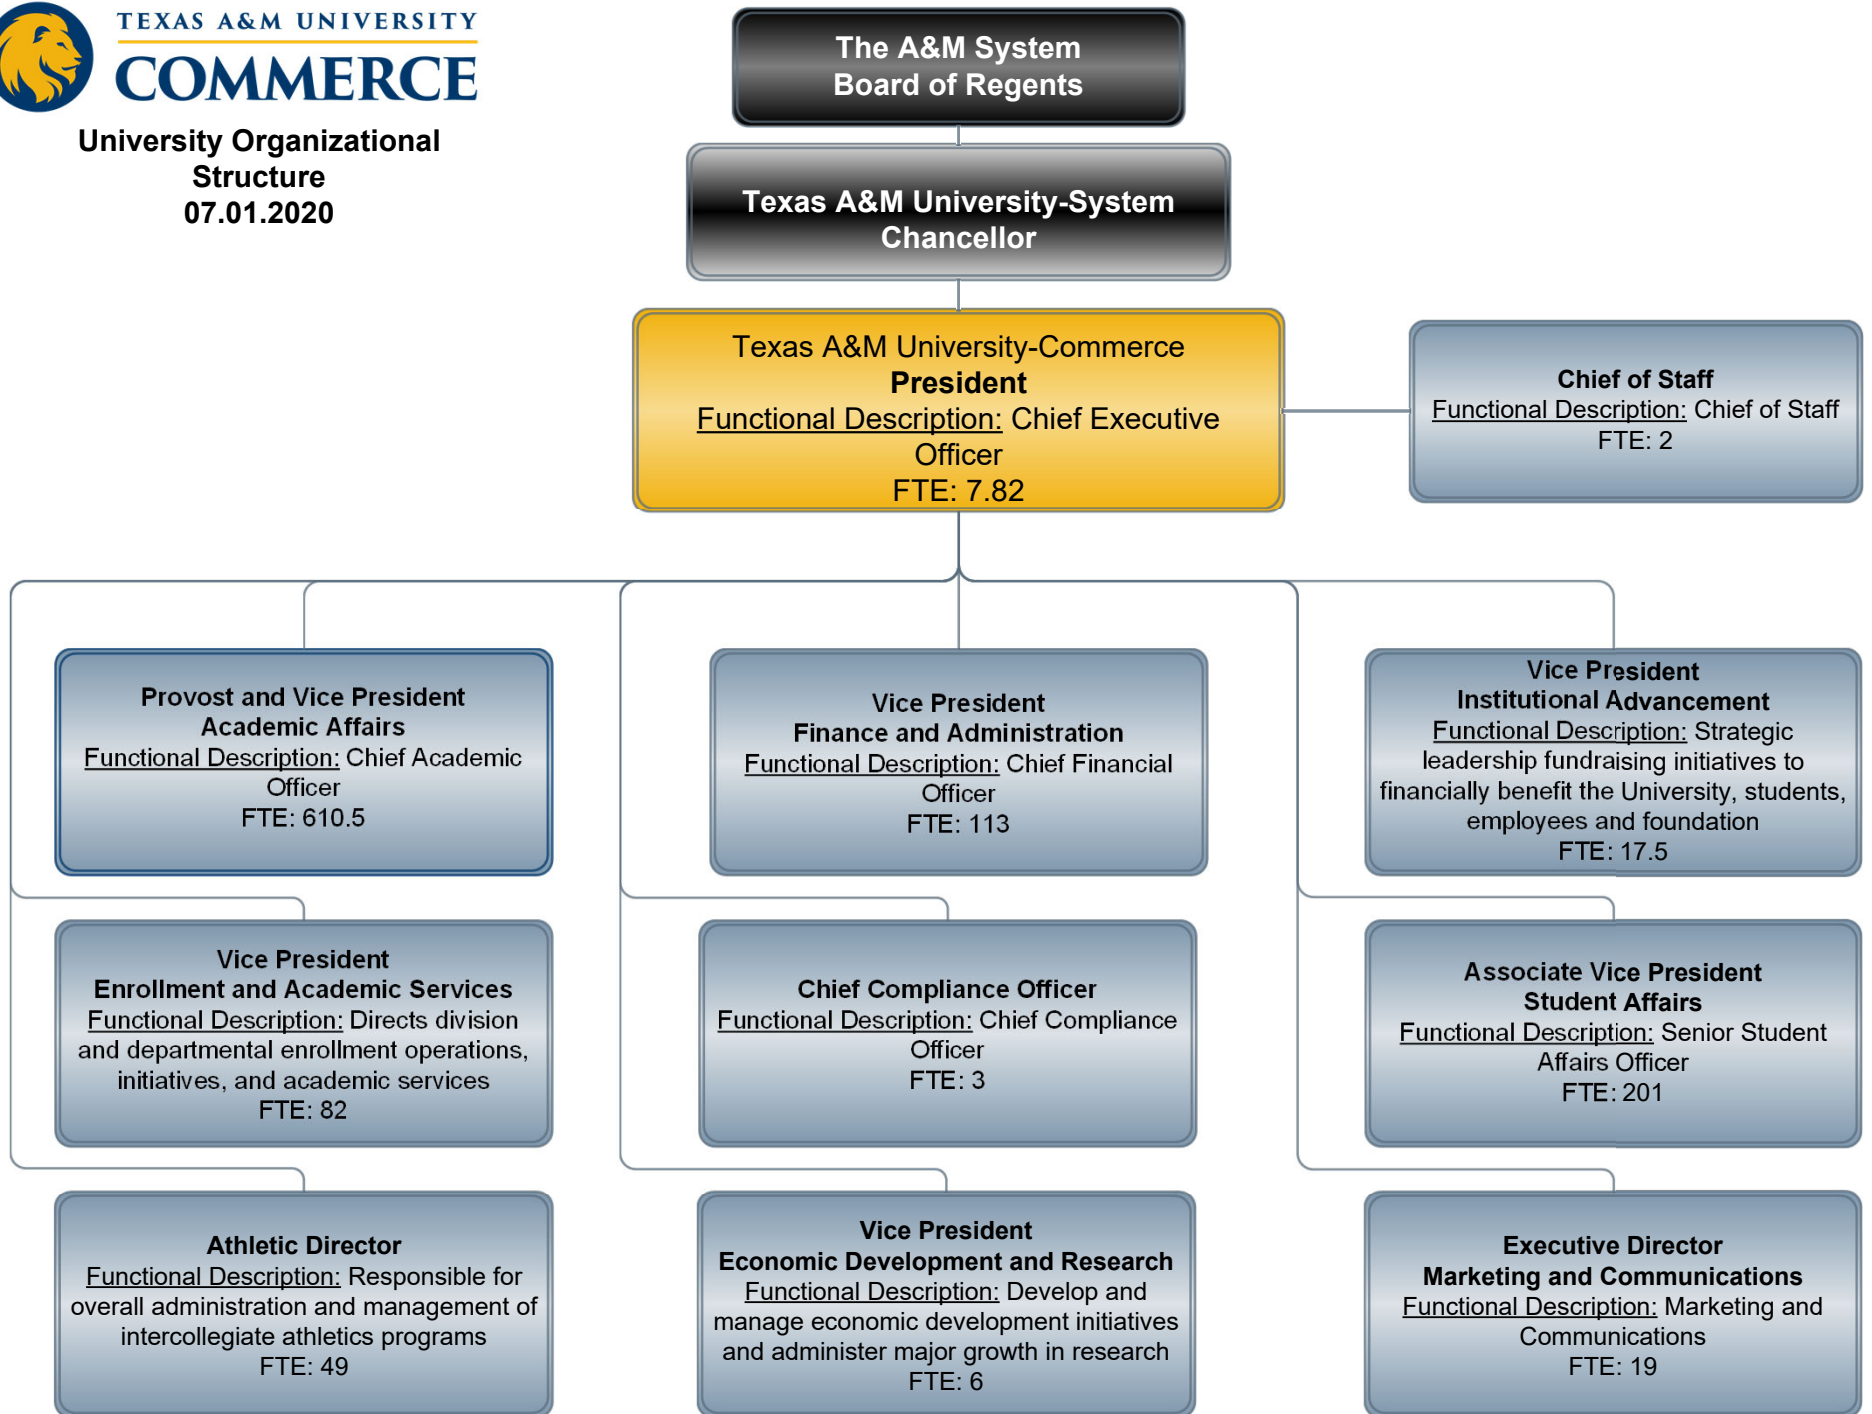 TEXAS A&M UNIVERSITY
COMMERCE
University Organizational
Structure
07.01.2020
The A&M System
Board of Regents
Texas A&M University-System
Chancellor
Texas A&M University-Commerce
President
Functional Description: Chief Executive
Officer
FTE: 7.82
Chief of Staff
Functional Description: Chief of Staff
FTE: 2
Provost and Vice President
Academic Affairs
Functional Description: Chief Academic
Officer
FTE: 610.5
Vice President
Finance and Administration
Functional Description: Chief Financial
Officer
FTE: 113
Vice President
Institutional Advancement
Functional Description: Strategic
leadership fundraising initiatives to
financially benefit the University, students,
employees and foundation
FTE: 17.5
Vice President
Enrollment and Academic Services
Functional Description: Directs division
and departmental enrollment operations,
initiatives, and academic services
FTE: 82
Chief Compliance Officer
Functional Description: Chief Compliance
Officer
FTE: 3
Associate Vice President
Student Affairs
Functional Description: Senior Student
Affairs Officer
FTE: 201
Athletic Director
Functional Description: Responsible for
overall administration and management of
intercollegiate athletics programs
FTE: 49
Vice President
Economic Development and Research
Functional Description: Develop and
manage economic development initiatives
and administer major growth in research
FTE: 6
Executive Director
Marketing and Communications
Functional Description: Marketing and
Communications
FTE: 19